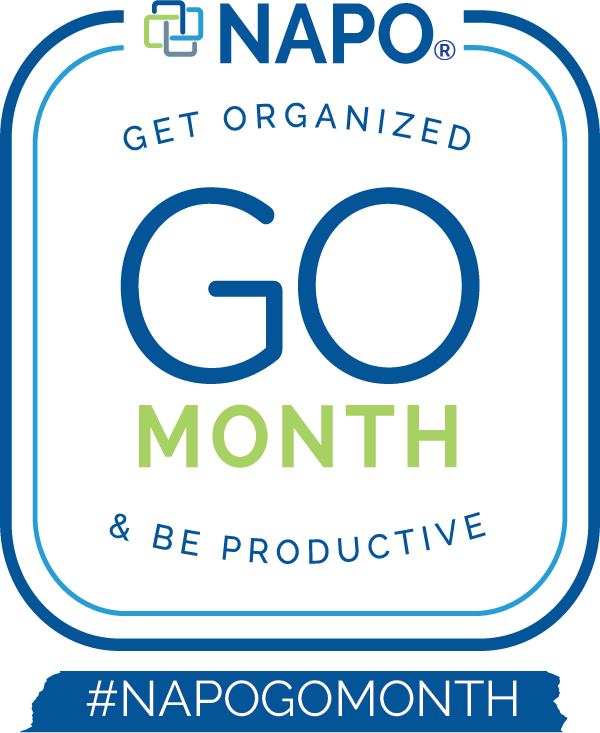 NAPO®
GET ORGANIZED
GO
MONTH
& BE PRODUCTIVE
#NAPOGOMONTH